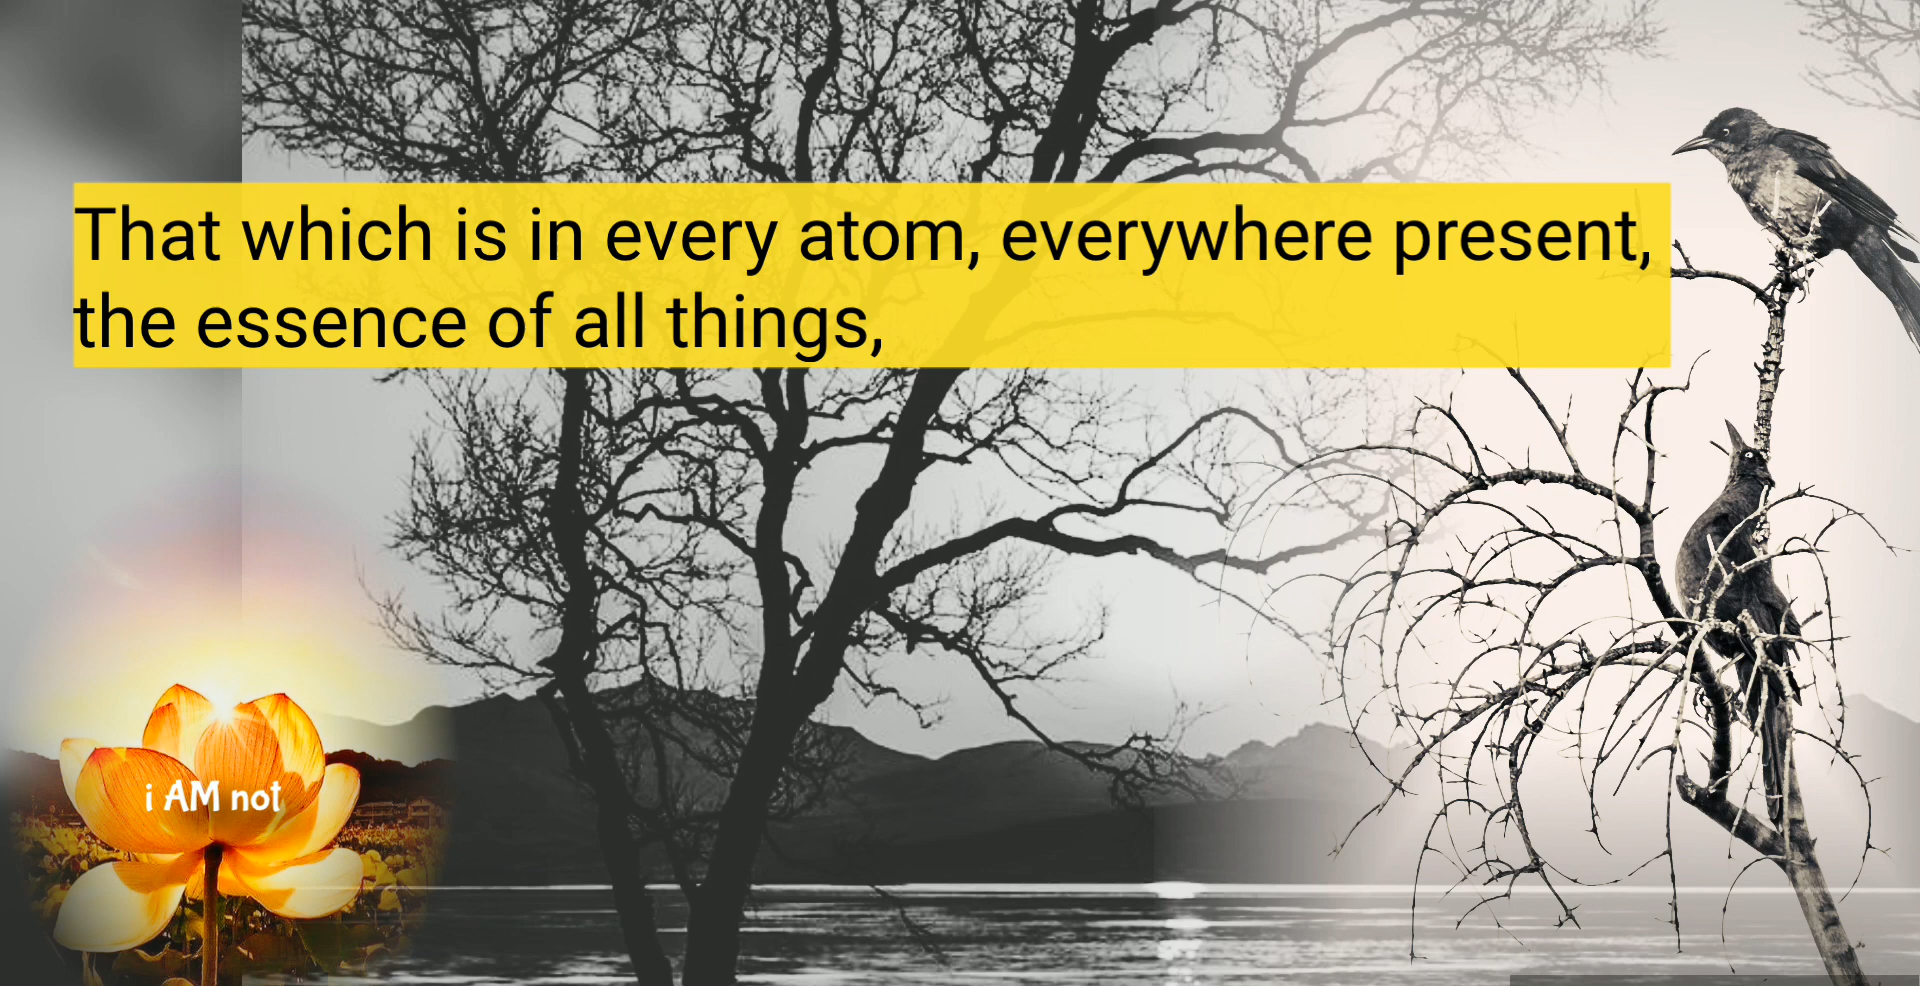 That which is in every atom, everywhere present,
the essence of all things,
i AM not